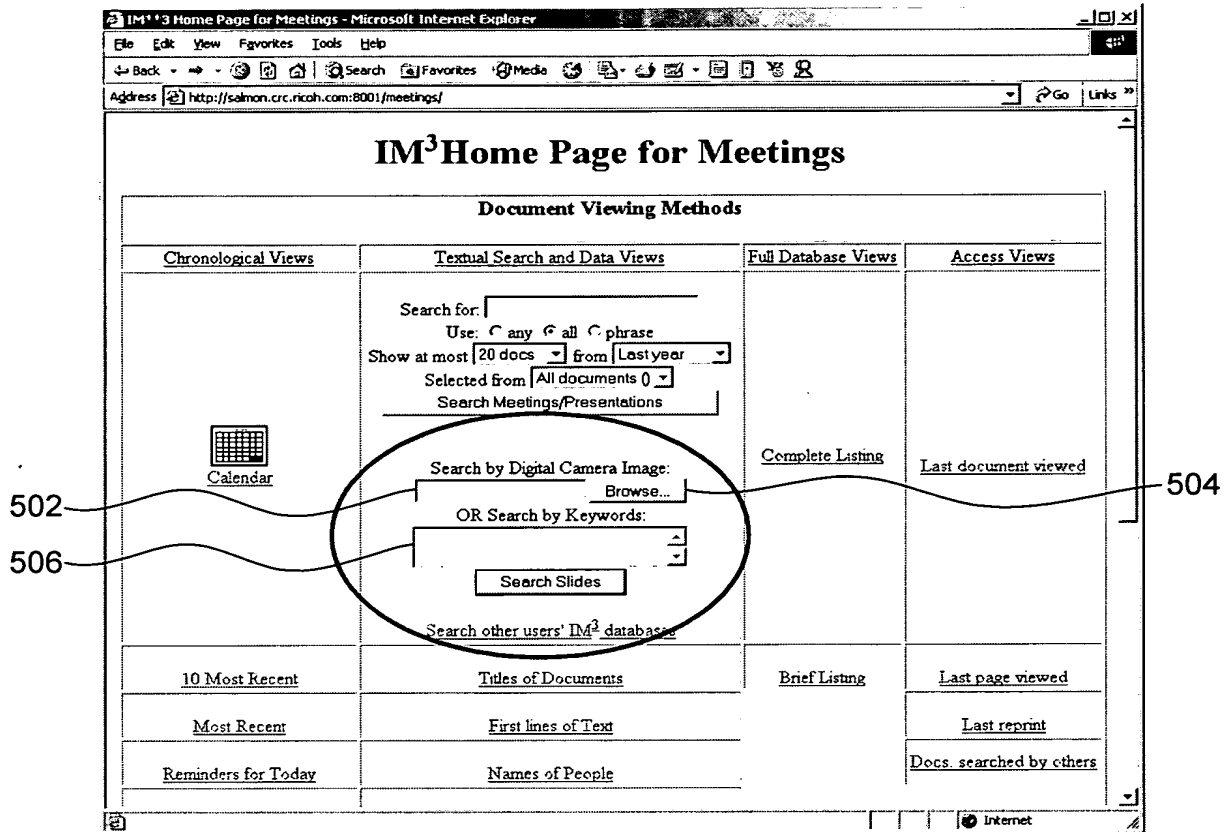 IM**3 Home Page for Meetings - Microsoft Internet Explorer
File Edit View Favorites Tools Help
Back Search Favorites Media
Address http://salmon.crc.ricoh.com:8001/meetings/ Go Links »
IM³Home Page for Meetings
Document Viewing Methods
Chronological Views Textual Search and Data Views Full Database Views Access Views
Search for:
Use: any all phrase
Show at most 20 docs from Last year
Selected from All documents ()
Search Meetings/Presentations
Calendar
Search by Digital Camera Image:
Browse...
OR Search by Keywords:
Search Slides
Search other users' IM³ databases
Complete Listing
Last document viewed
502
504
506
10 Most Recent Titles of Documents Brief Listing Last page viewed
Most Recent First lines of Text Last reprint
Reminders for Today Names of People Docs. searched by others
Internet